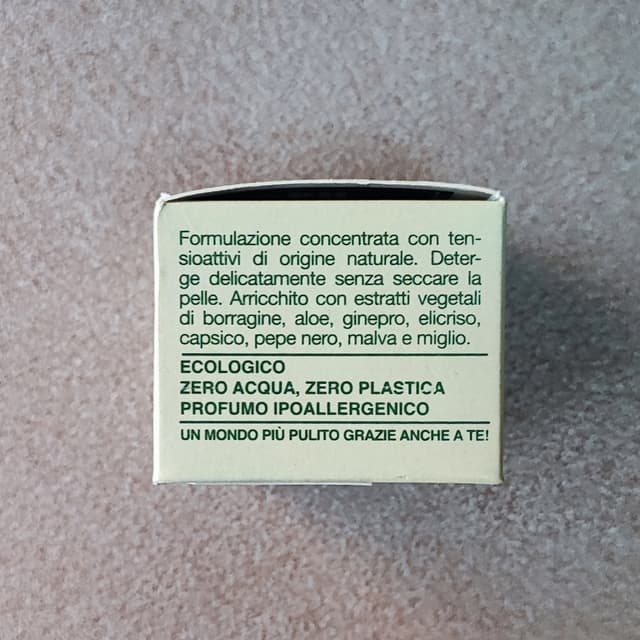 Formulazione concentrata con ten-
sioattivi di origine naturale. Deter-
ge delicatamente senza seccare la
pelle. Arricchito con estratti vegetali
di borragine, aloe, ginepro, elicriso,
capsico, pepe nero, malva e miglio.
ECOLOGICO
ZERO ACQUA, ZERO PLASTICA
PROFUMO IPOALLERGENICO
UN MONDO PIÙ PULITO GRAZIE ANCHE A TE!